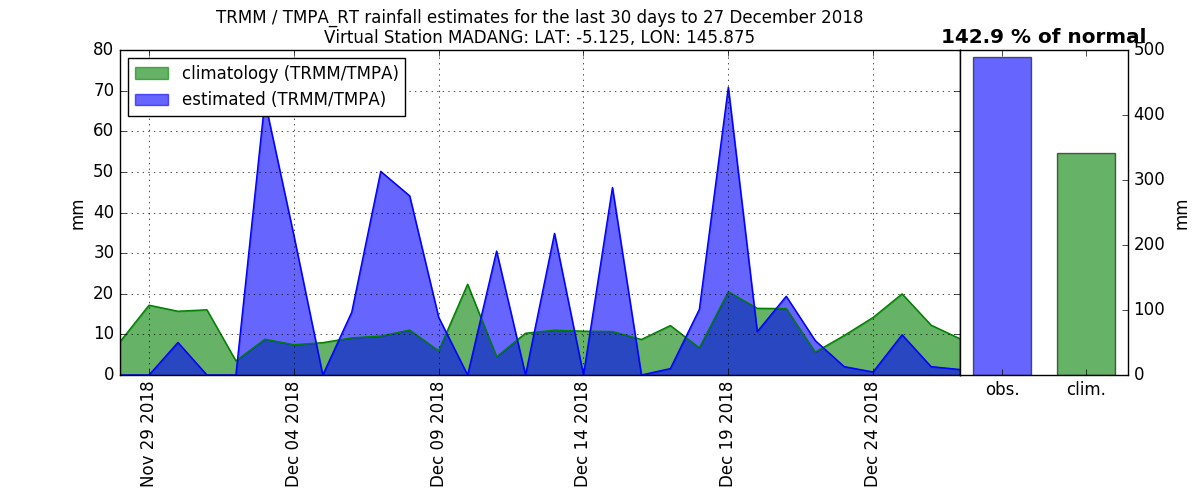 TRMM / TMPA_RT rainfall estimates for the last 30 days to 27 December 2018
Virtual Station MADANG: LAT: -5.125, LON: 145.875
142.9 % of normal
climatology (TRMM/TMPA)
estimated (TRMM/TMPA)
80
70
60
50
40
30
20
10
0
mm
Nov 29 2018
Dec 04 2018
Dec 09 2018
Dec 14 2018
Dec 19 2018
Dec 24 2018
500
400
300
200
100
0
mm
obs.
clim.